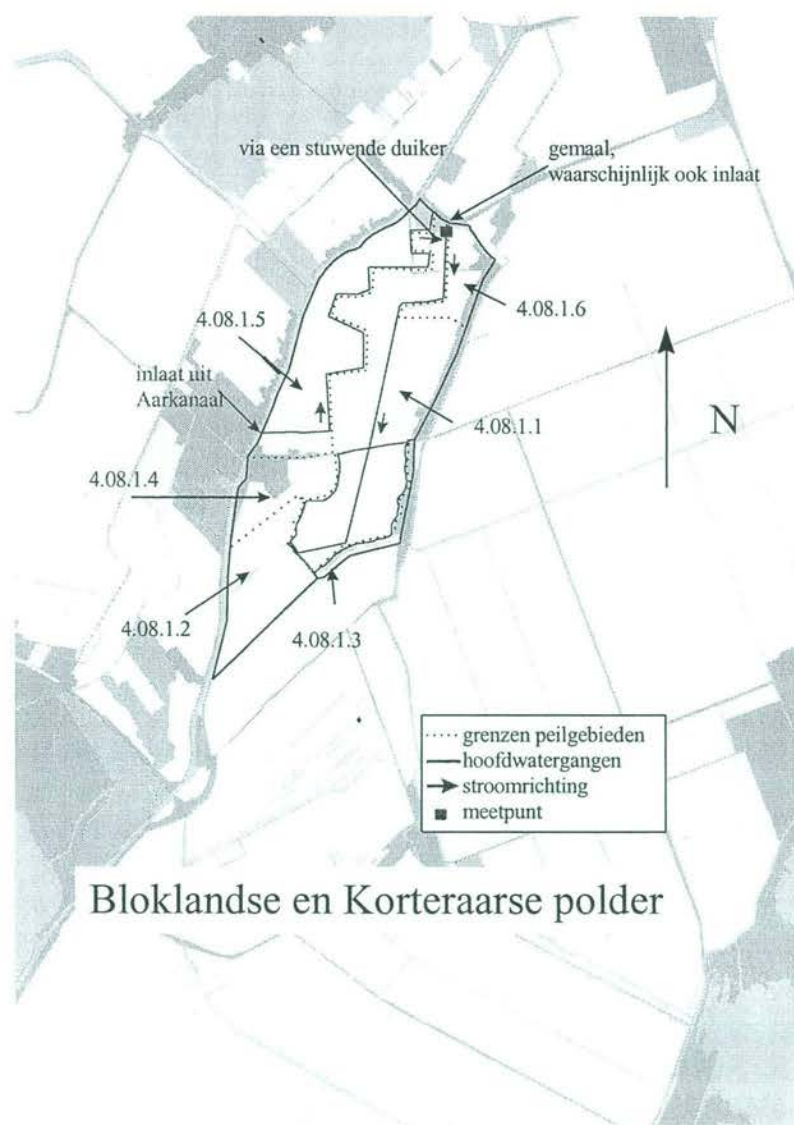 via een stuwende duiker
gemaal,
waarschijnlijk ook inlaat
4.08.1.5
4.08.1.6
inlaat uit
Aarkanaal
4.08.1.1
N
4.08.1.4
4.08.1.2
4.08.1.3
grenzen peilgebieden
hoofdwatergangen
stroomrichting
meetpunt
Bloklandse en Korteraarse polder